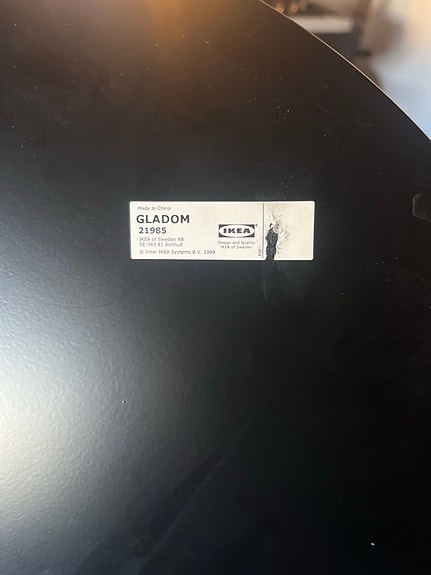 Made in China
GLADOM
21985
IKEA of Sweden AB
SE-343 81 Älmhult
© Inter IKEA Systems B.V. 1999
IKEA
Design and Quality
IKEA of Sweden